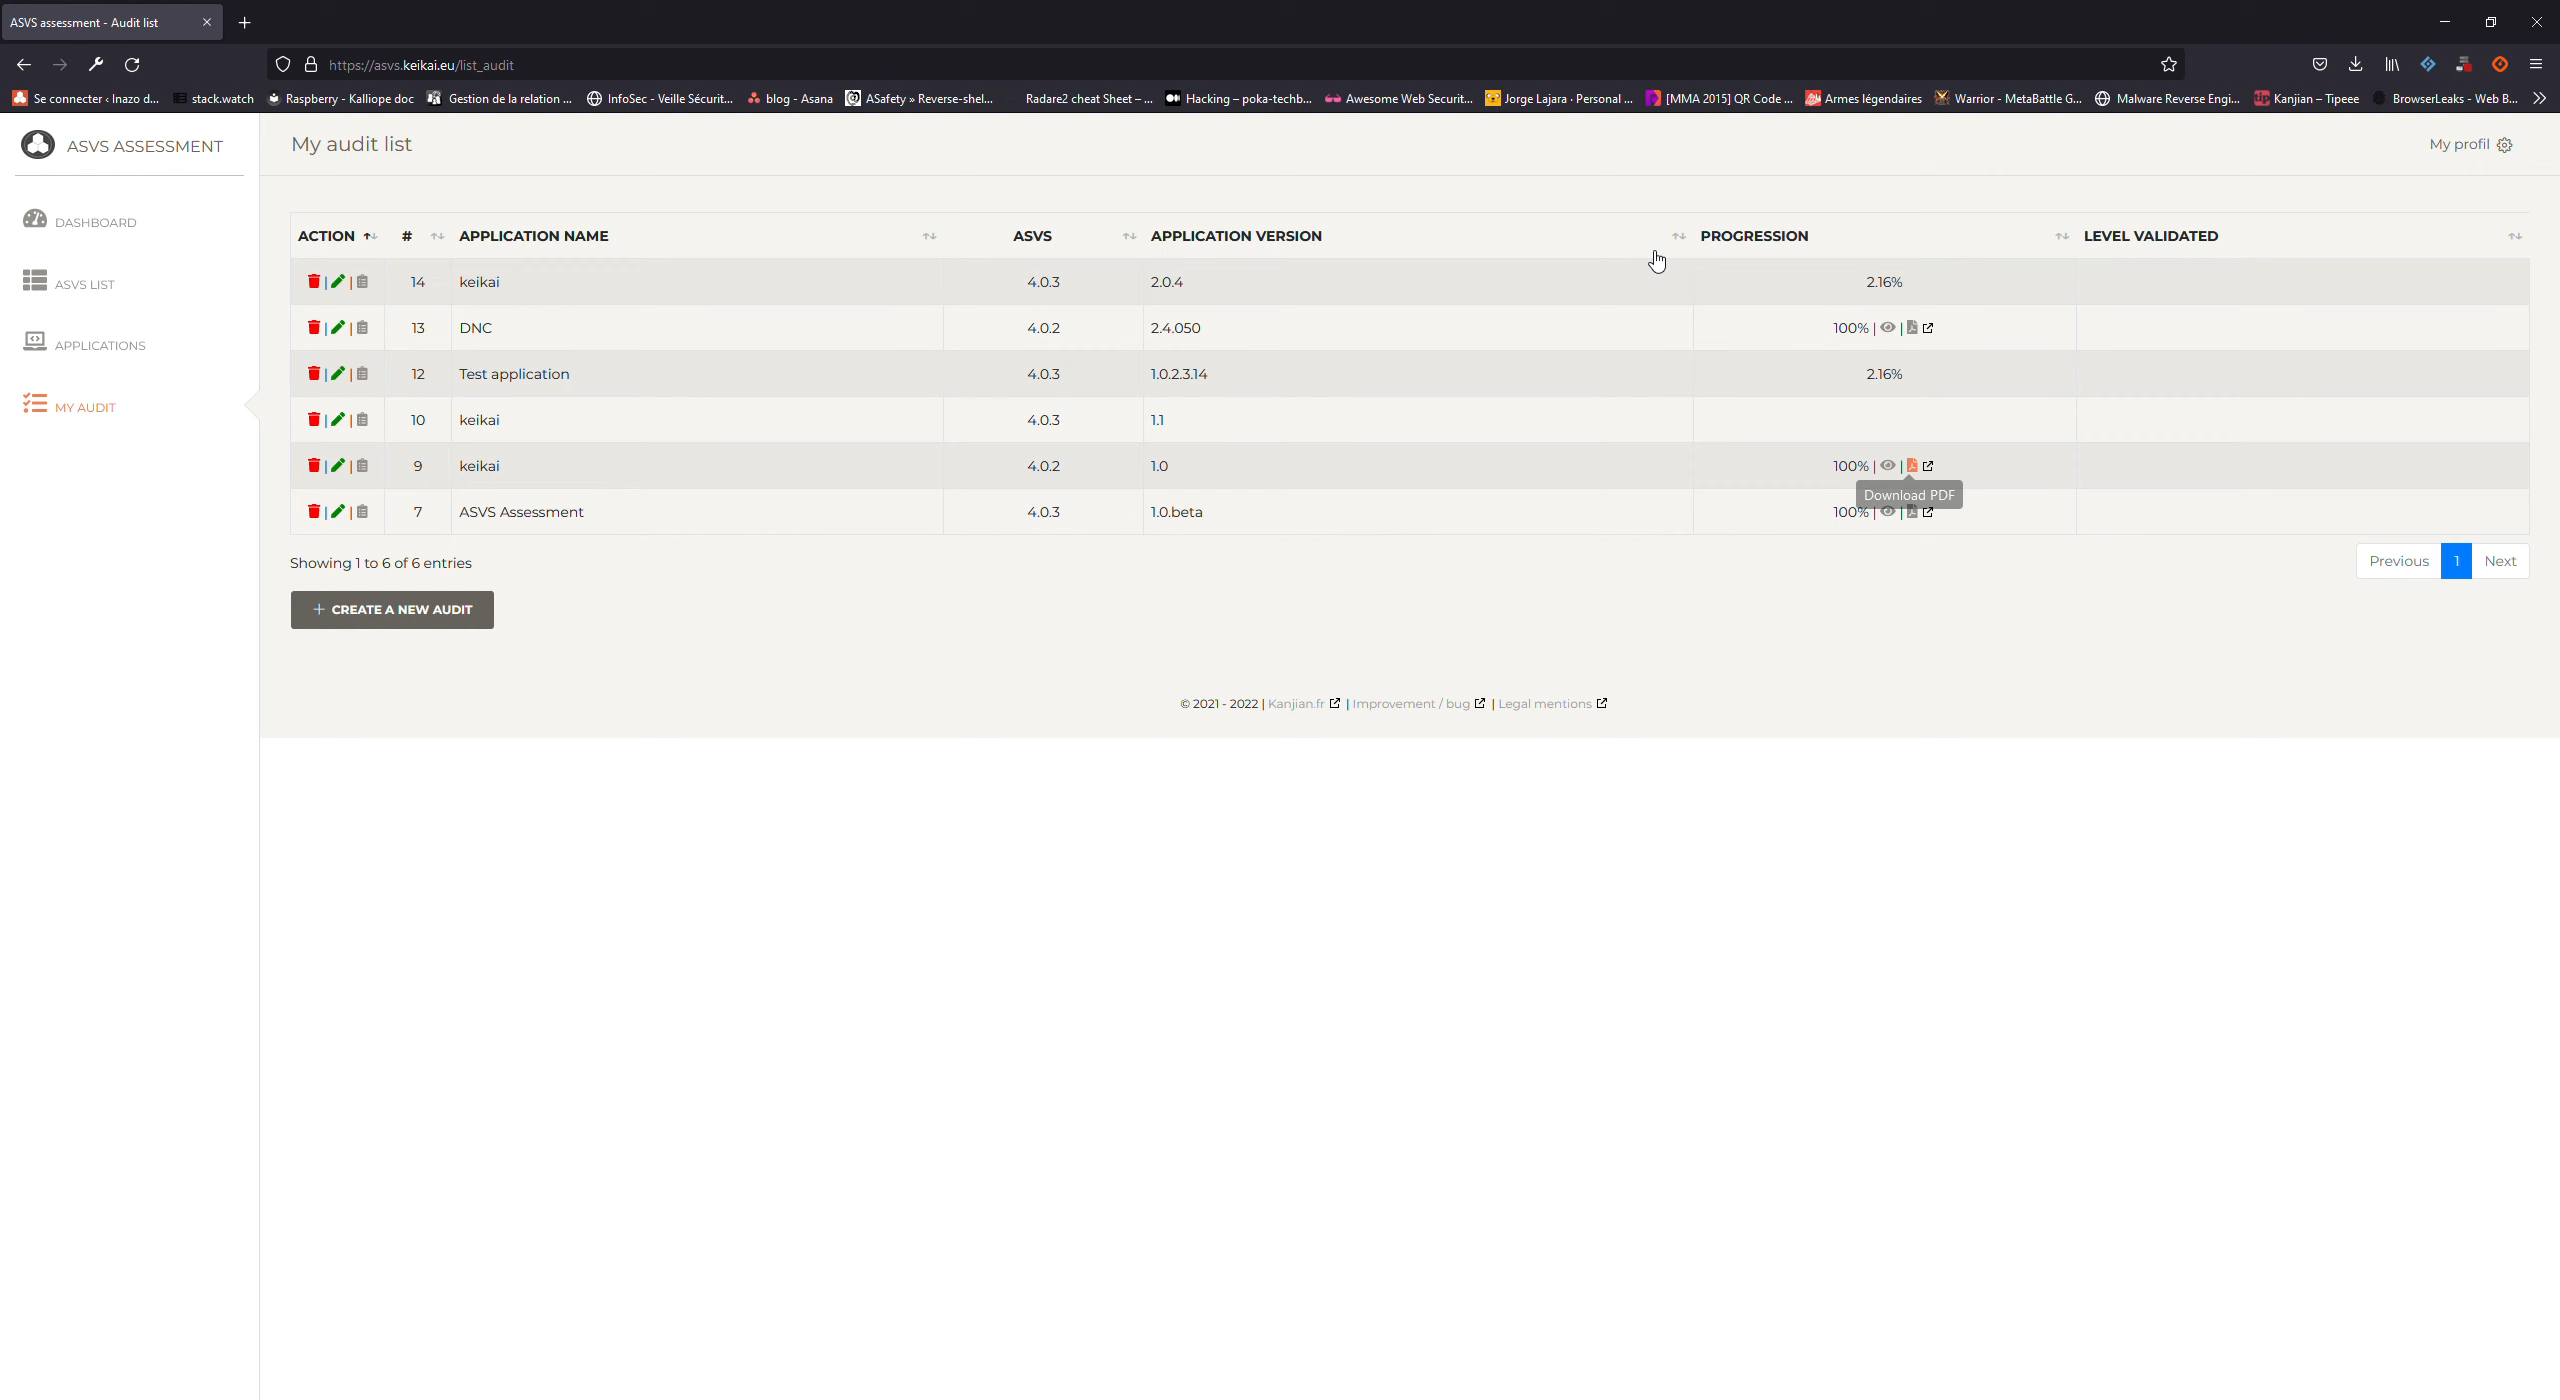 ASVS assessment - Audit list
https://asvs.keikai.eu/list_audit
Se connecter ‹ Inazo d... stack.watch Raspberry - Kalliope doc Gestion de la relation ... InfoSec - Veille Sécurit... blog - Asana ASafety » Reverse-shel... Radare2 cheat Sheet – ... Hacking – poka-techb... Awesome Web Securit... Jorge Lajara · Personal ... [MMA 2015] QR Code ... Armes légendaires Warrior - MetaBattle G... Malware Reverse Engi... Kanjian – Tipeee BrowserLeaks - Web B...
ASVS ASSESSMENT
My audit list
My profil
DASHBOARD
ASVS LIST
APPLICATIONS
MY AUDIT
ACTION # APPLICATION NAME ASVS APPLICATION VERSION PROGRESSION LEVEL VALIDATED
| | 14 keikai 4.0.3 2.0.4 2.16%
| | 13 DNC 4.0.2 2.4.050 100% | |
| | 12 Test application 4.0.3 1.0.2.3.14 2.16%
| | 10 keikai 4.0.3 1.1
| | 9 keikai 4.0.2 1.0 100% | |
Download PDF
| | 7 ASVS Assessment 4.0.3 1.0.beta 100% | |
Showing 1 to 6 of 6 entries
Previous 1 Next
+ CREATE A NEW AUDIT
© 2021 - 2022 | Kanjian.fr | Improvement / bug | Legal mentions